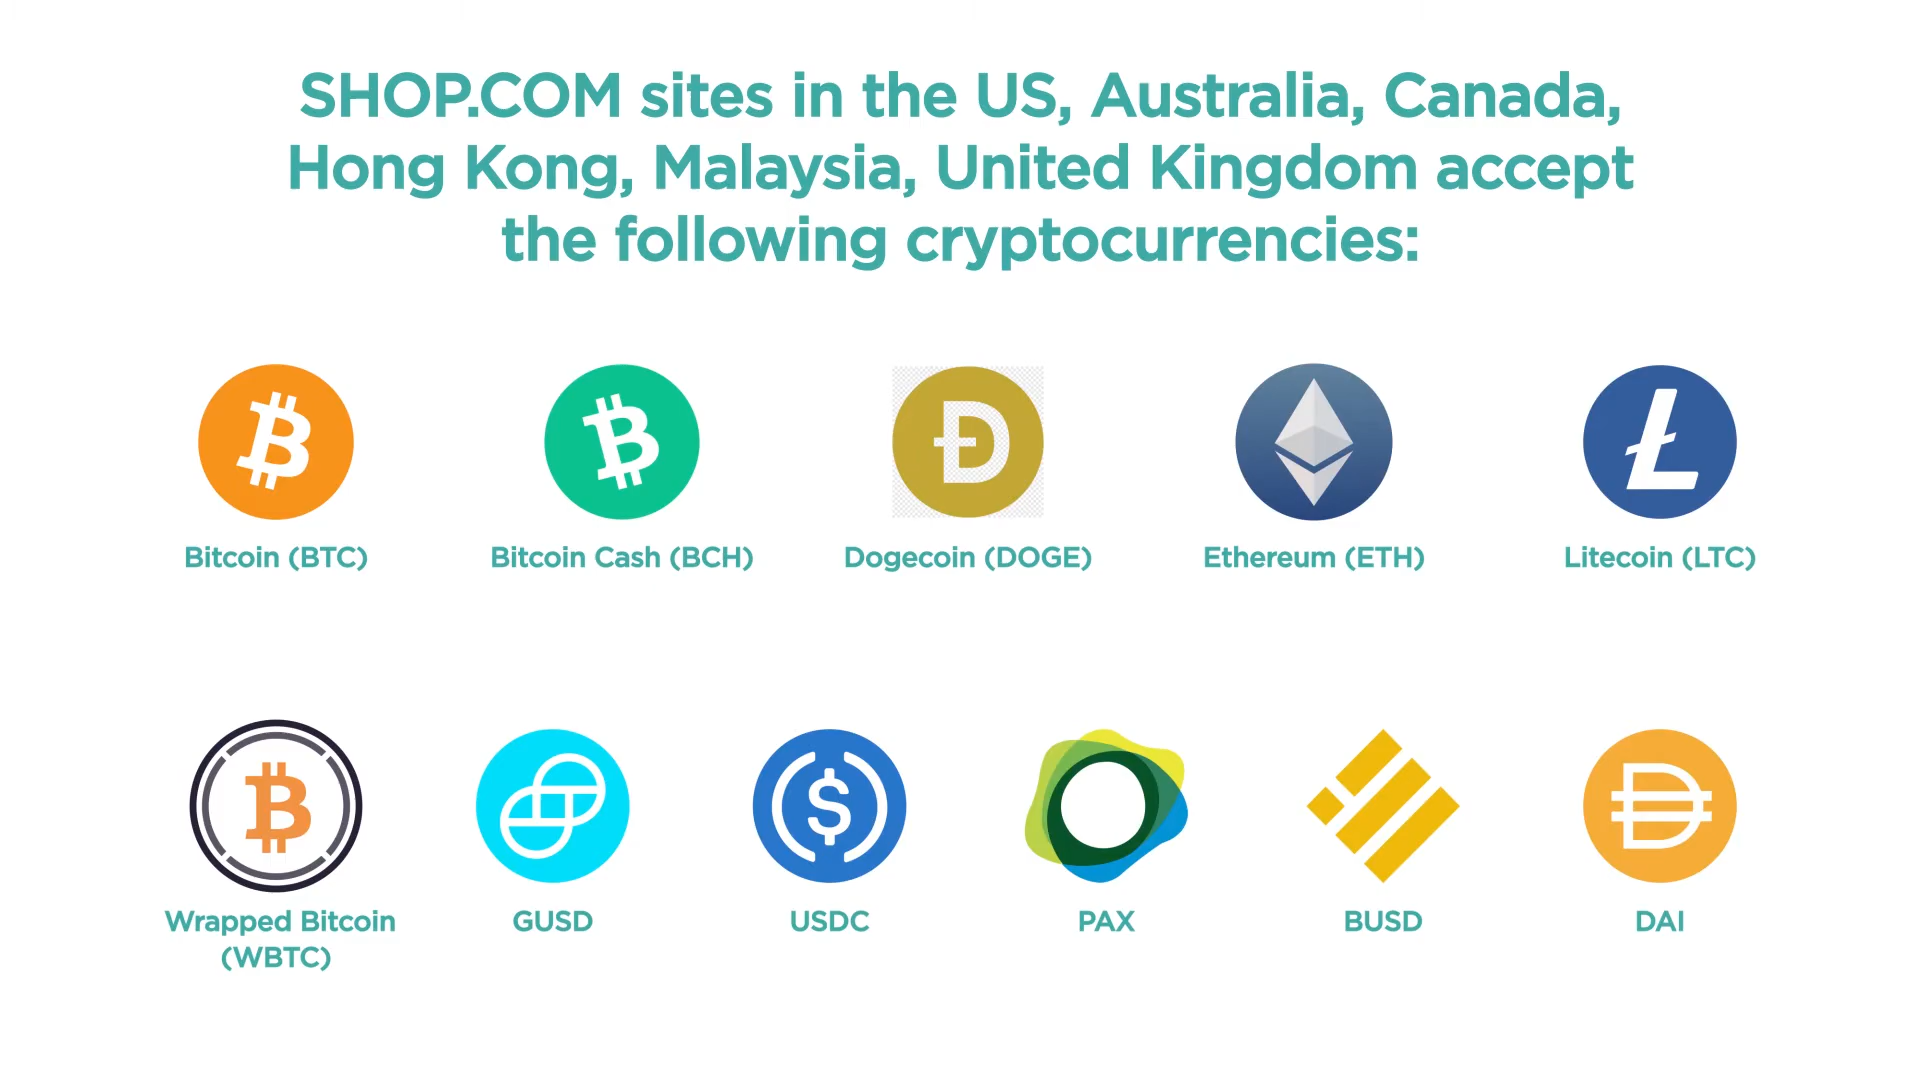 SHOP.COM sites in the US, Australia, Canada,
Hong Kong, Malaysia, United Kingdom accept
the following cryptocurrencies:
Bitcoin (BTC)
Bitcoin Cash (BCH)
Dogecoin (DOGE)
Ethereum (ETH)
Litecoin (LTC)
Wrapped Bitcoin
(WBTC)
GUSD
USDC
PAX
BUSD
DAI